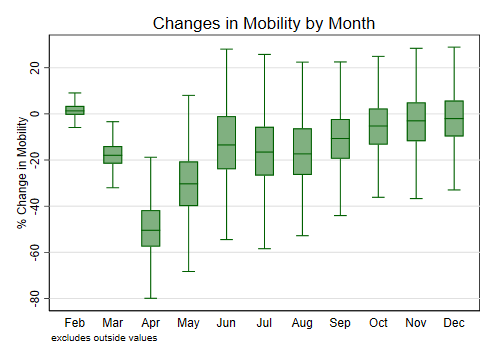 Changes in Mobility by Month
% Change in Mobility
20
0
-20
-40
-60
-80
Feb Mar Apr May Jun Jul Aug Sep Oct Nov Dec
excludes outside values